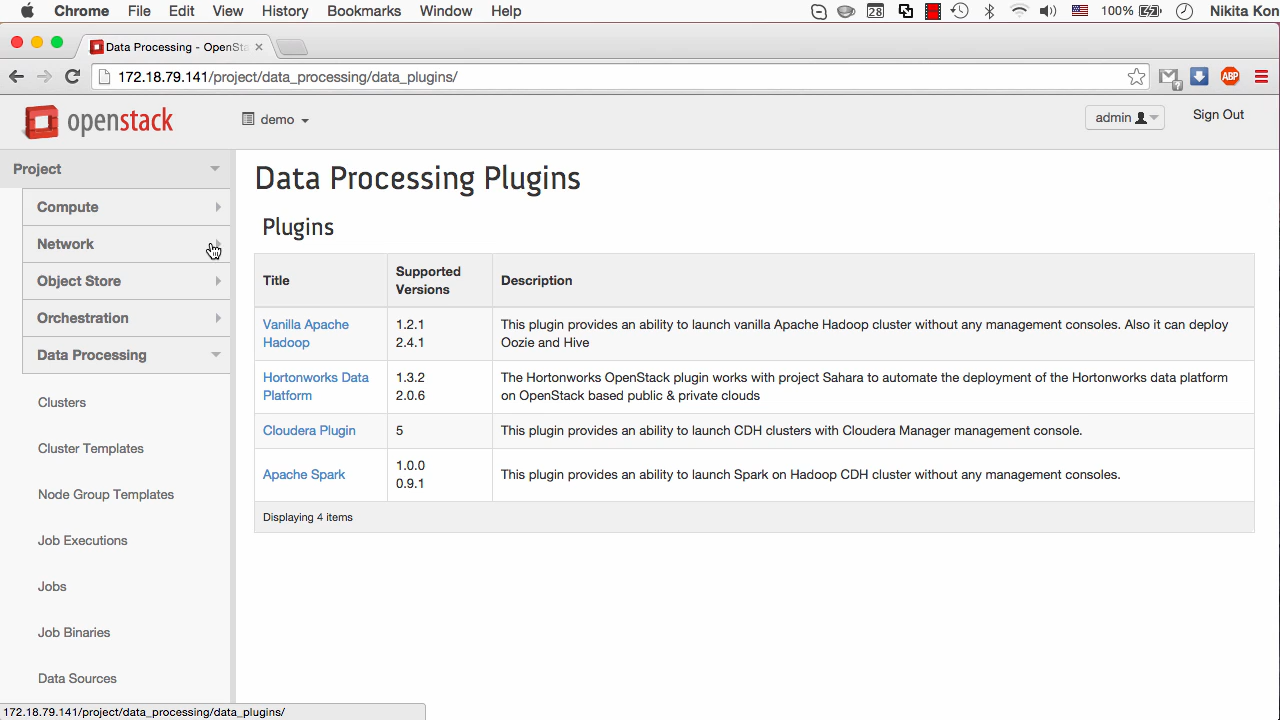 Chrome File Edit View History Bookmarks Window Help 28 100% Nikita Kon
Data Processing - OpenSta
172.18.79.141/project/data_processing/data_plugins/
ABP
openstack
demo
admin
Sign Out
Project
Compute
Network
Object Store
Orchestration
Data Processing
Clusters
Cluster Templates
Node Group Templates
Job Executions
Jobs
Job Binaries
Data Sources
Data Processing Plugins
Plugins
Title
Supported
Versions
Description
Vanilla Apache
Hadoop
1.2.1
2.4.1
This plugin provides an ability to launch vanilla Apache Hadoop cluster without any management consoles. Also it can deploy
Oozie and Hive
Hortonworks Data
Platform
1.3.2
2.0.6
The Hortonworks OpenStack plugin works with project Sahara to automate the deployment of the Hortonworks data platform
on OpenStack based public & private clouds
Cloudera Plugin
5
This plugin provides an ability to launch CDH clusters with Cloudera Manager management console.
Apache Spark
1.0.0
0.9.1
This plugin provides an ability to launch Spark on Hadoop CDH cluster without any management consoles.
Displaying 4 items
172.18.79.141/project/data_processing/data_plugins/